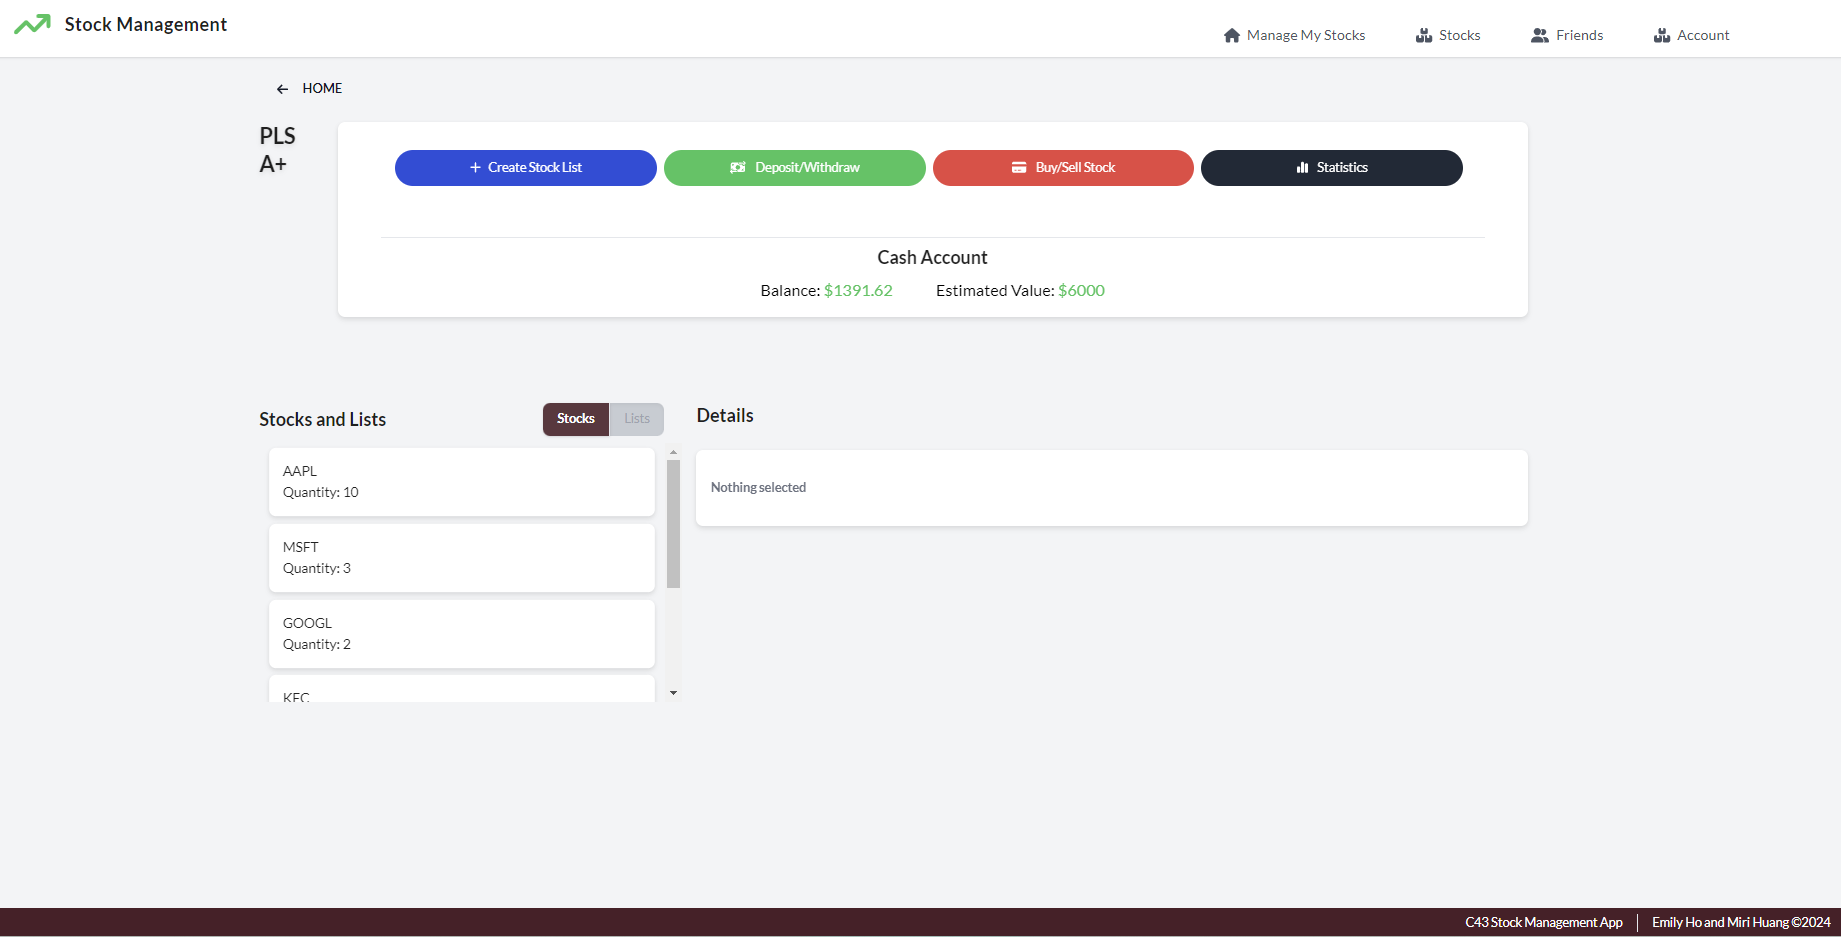 Stock Management
Manage My Stocks
Stocks
Friends
Account
HOME
PLS
A+
Create Stock List
Deposit/Withdraw
Buy/Sell Stock
Statistics
Cash Account
Balance: $1391.62
Estimated Value: $6000
Stocks and Lists
Stocks
Lists
AAPL
Quantity: 10
MSFT
Quantity: 3
GOOGL
Quantity: 2
KFC
Details
Nothing selected
C43 Stock Management App
Emily Ho and Miri Huang ©2024